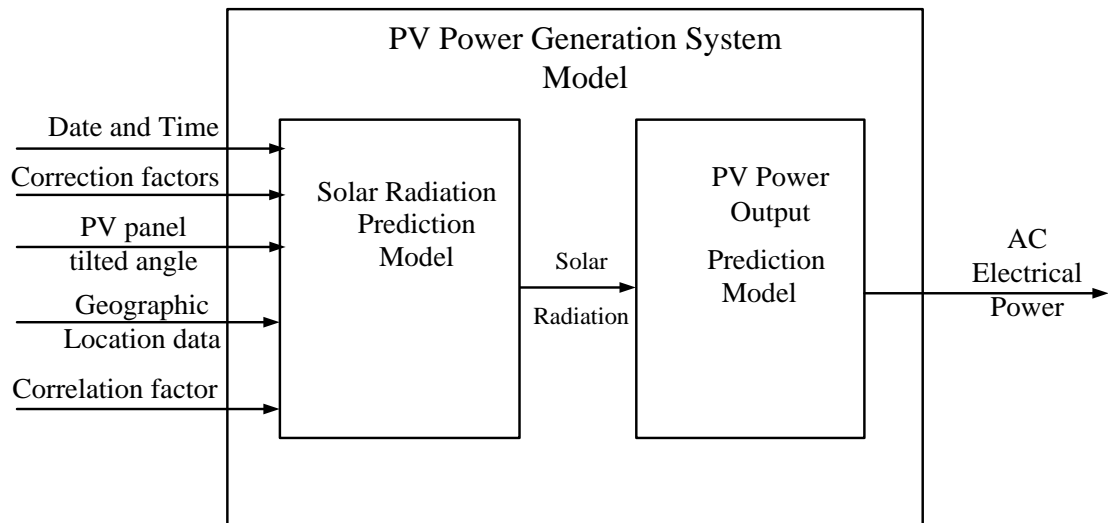 PV Power Generation System
Model
Date and Time
Correction factors
PV panel
tilted angle
Geographic
Location data
Correlation factor
Solar Radiation
Prediction
Model
Solar
Radiation
PV Power
Output
Prediction
Model
AC
Electrical
Power